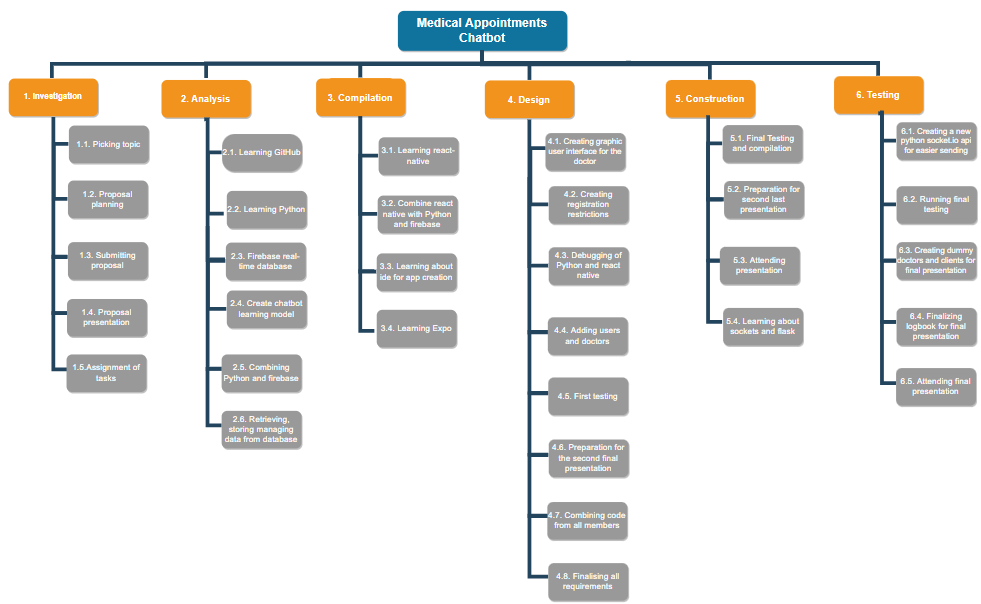 Medical Appointments
Chatbot
1. Investigation
2. Analysis
3. Compilation
4. Design
5. Construction
6. Testing
1.1. Picking topic
1.2. Proposal
planning
1.3. Submitting
proposal
1.4. Proposal
presentation
1.5.Assignment of
tasks
2.1. Learning GitHub
2.2. Learning Python
2.3. Firebase real-
time database
2.4. Create chatbot
learning model
2.5. Combining
Python and firebase
2.6. Retrieving,
storing managing
data from database
3.1. Learning react-
native
3.2. Combine react
native with Python
and firebase
3.3. Learning about
ide for app creation
3.4. Learning Expo
4.1. Creating graphic
user interface for the
doctor
4.2. Creating
registration
restrictions
4.3. Debugging of
Python and react
native
4.4. Adding users
and doctors
4.5. First testing
4.6. Preparation for
the second final
presentation
4.7. Combining code
from all members
4.8. Finalising all
requirements
5.1. Final Testing
and compilation
5.2. Preparation for
second last
presentation
5.3. Attending
presentation
5.4. Learning about
sockets and flask
6.1. Creating a new
python socket.io api
for easier sending
6.2. Running final
testing
6.3. Creating dummy
doctors and clients for
final presentation
6.4. Finalizing
logbook for final
presentation
6.5. Attending final
presentation